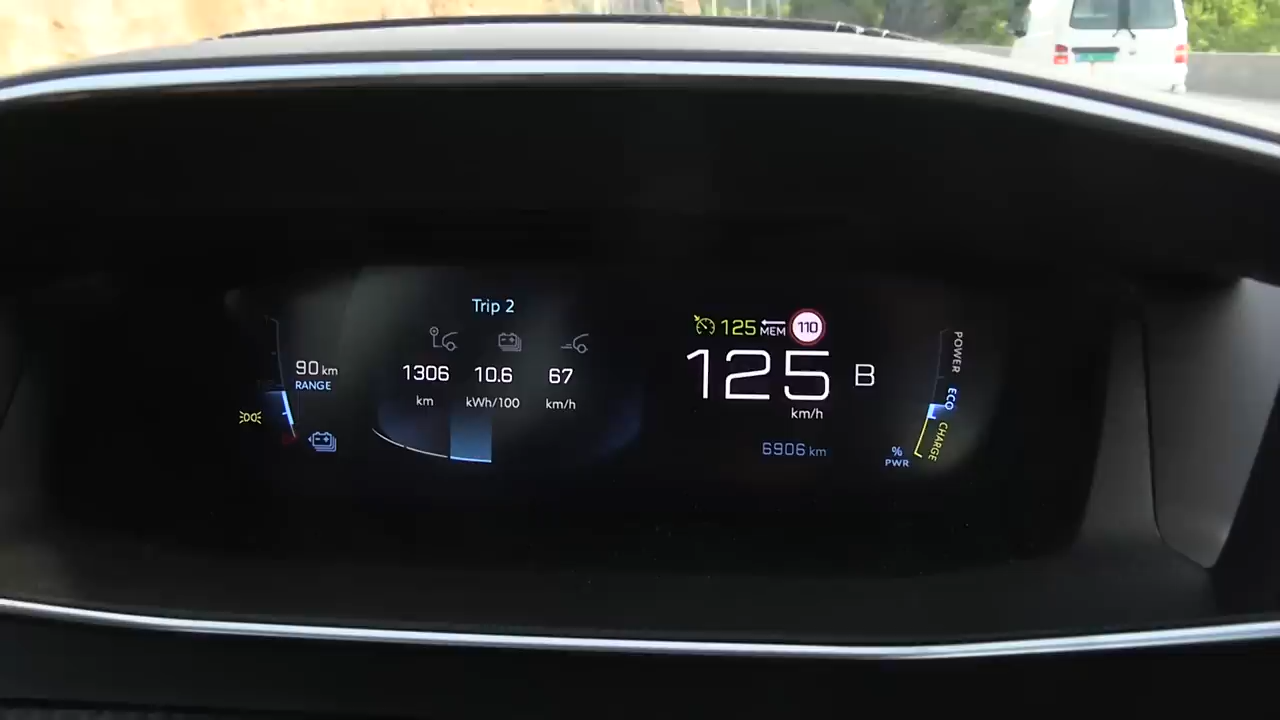 Trip 2
90 km
RANGE
1306
km
10.6
kWh/100
67
km/h
125 MEM 110
125 B
km/h
6906 km
POWER
ECO
CHARGE
%
PWR